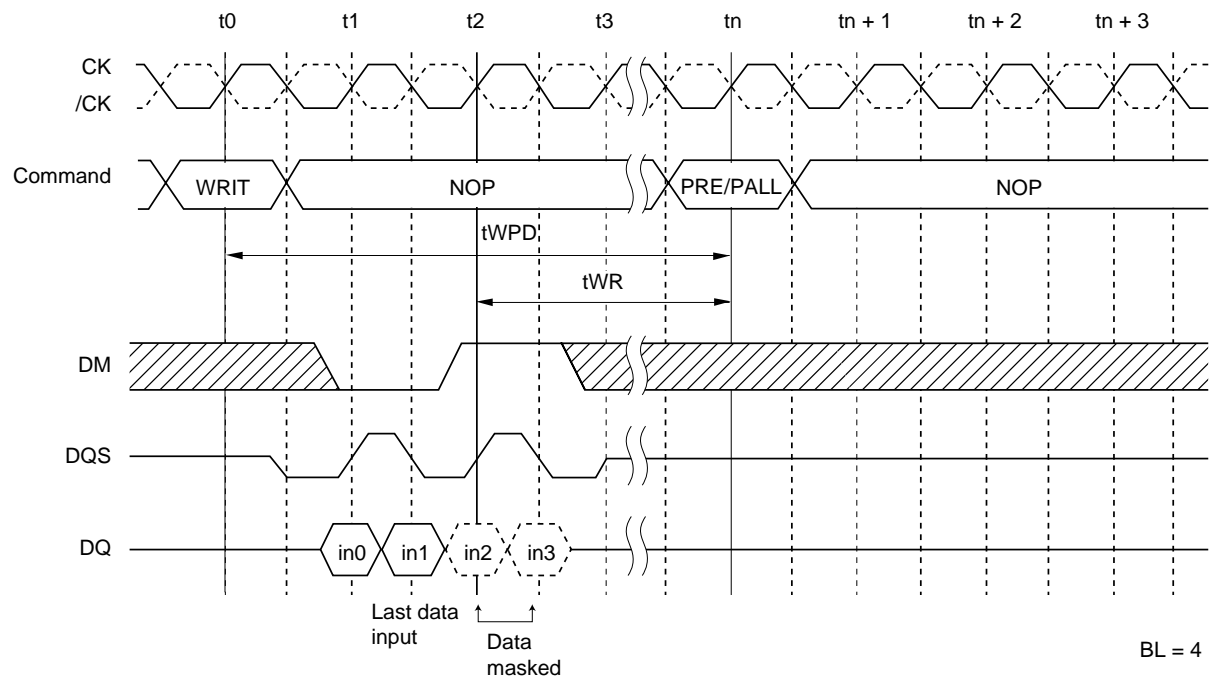 t0 t1 t2 t3 tn tn + 1 tn + 2 tn + 3
CK
/CK
Command WRIT NOP PRE/PALL NOP
tWPD
tWR
DM
DQS
DQ in0 in1 in2 in3
Last data
input
Data
masked
BL = 4